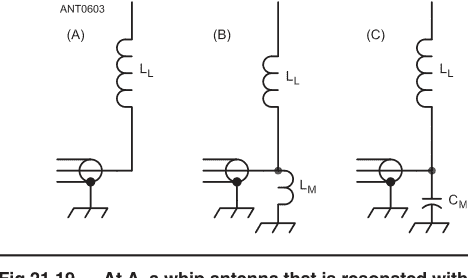 ANT0603
(A) (B) (C)
LL LL LL
LM CM
Fig 21.19 — At A, a whip antenna that is resonated with